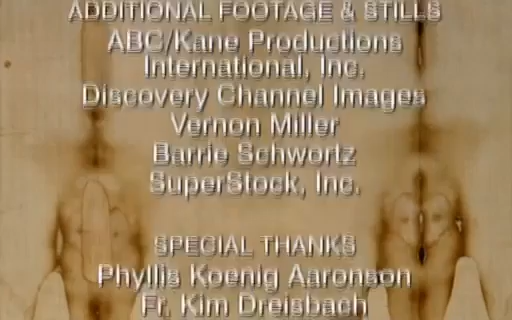 ADDITIONAL FOOTAGE & STILLS
ABC/Kane Productions
International, Inc.
Discovery Channel Images
Vernon Miller
Barrie Schwortz
SuperStock, Inc.
SPECIAL THANKS
Phyllis Koenig Aaronson
Fr. Kim Dreisbach